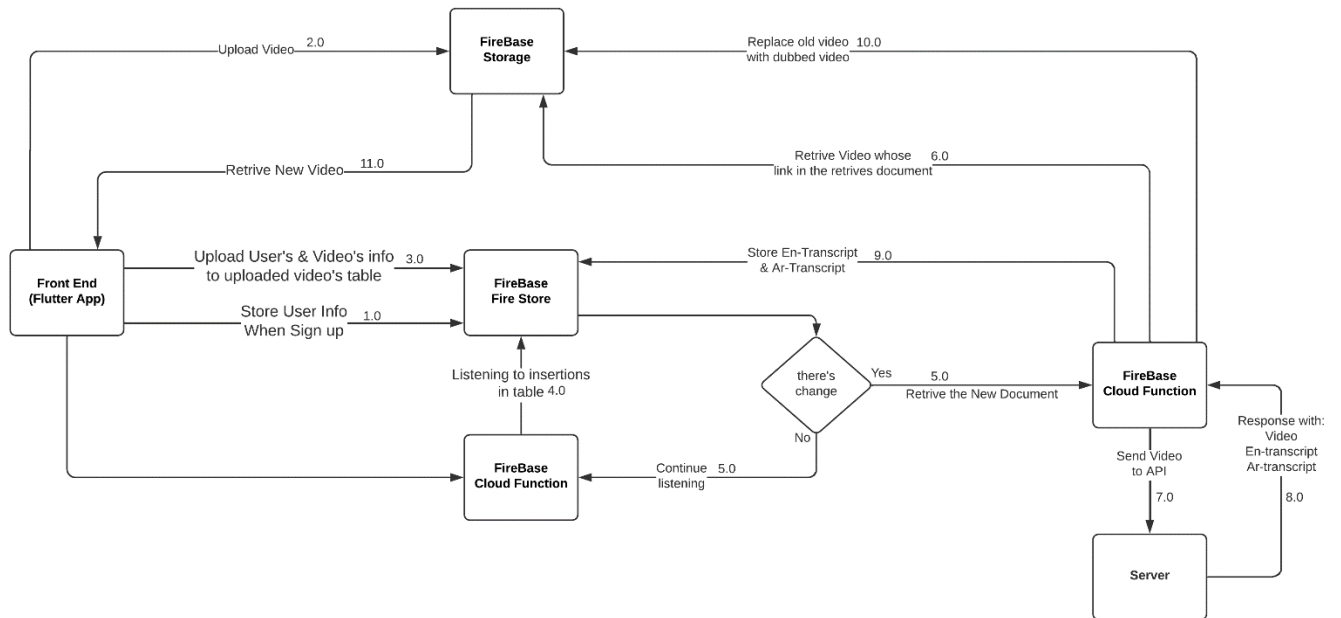 Upload Video
2.0
FireBase
Storage
Replace old video
with dubbed video
10.0
Retrive New Video
11.0
Retrive Video whose
link in the retrives document
6.0
Front End
(Flutter App)
Upload User's & Video's info
to uploaded video's table
3.0
Store User Info
When Sign up
1.0
FireBase
Fire Store
Store En-Transcript
& Ar-Transcript
9.0
Listening to insertions
in table 4.0
there's
change
Yes
5.0
Retrive the New Document
No
FireBase
Cloud Function
FireBase
Cloud Function
Continue
listening
5.0
Send Video
to API
7.0
Response with:
Video
En-transcript
Ar-transcript
8.0
Server